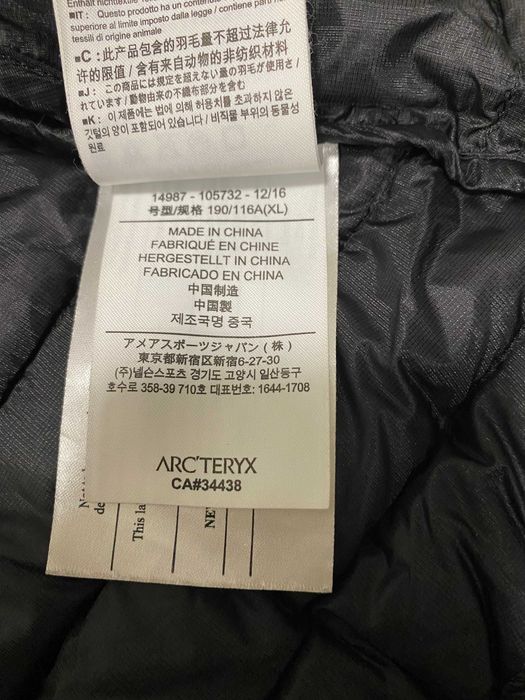 Enthält nichttextile
■IT: Questo prodotto ha un contenuto
superiore al limite imposto dalla legge / contiene parti
tessili di origine animale
■C: 此产品包含的羽毛量不超过法律允
许的限值 / 含有来自动物的非纺织材料
■J: この商品には規定を超えない量の羽毛が使用さ
れています / 動物由来の不織布部分を含む
■K: 이 제품에는 법에 의해 허용치를 초과하지 않은
깃털의 양이 포함되어 있습니다 / 비직물 부위의 동물성
원료
14987 - 105732 - 12/16
号型/规格 190/116A(XL)
MADE IN CHINA
FABRIQUÉ EN CHINE
HERGESTELLT IN CHINA
FABRICADO EN CHINA
中国制造
中国製
제조국명 중국
アメアスポーツジャパン(株)
東京都新宿区新宿6-27-30
(주)넬슨스포츠 경기도 고양시 일산동구
호수로 358-39 710호 대표번호: 1644-1708
ARC'TERYX
CA#34438
de
This la
NE